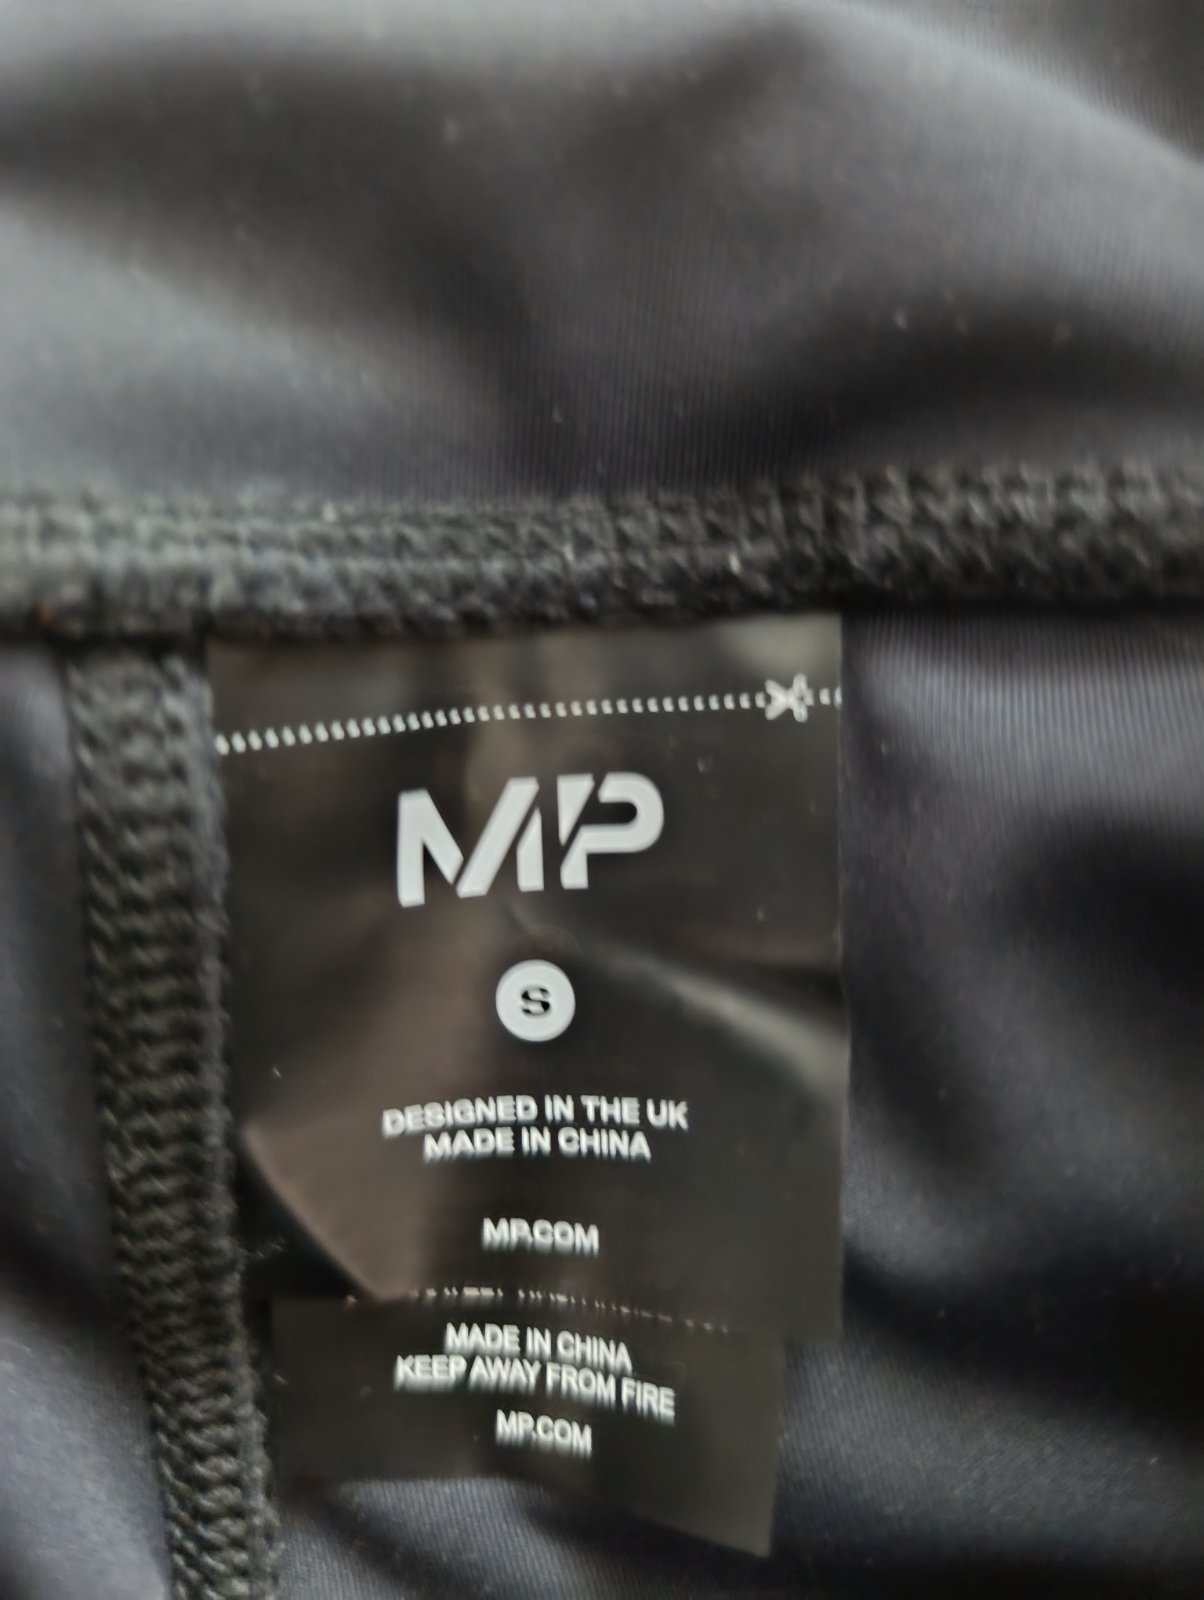 MP
S
DESIGNED IN THE UK
MADE IN CHINA
MP.COM
MADE IN CHINA
KEEP AWAY FROM FIRE
MP.COM